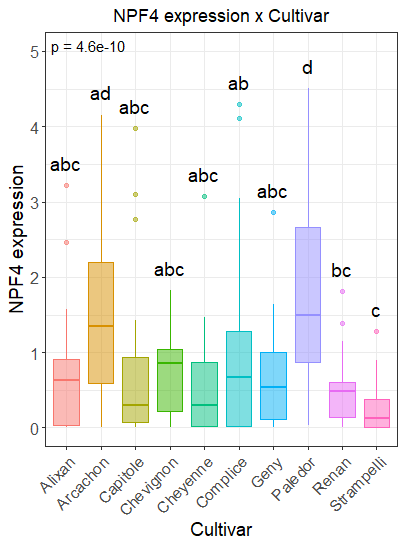 NPF4 expression x Cultivar
p = 4.6e-10
NPF4 expression
5
4
3
2
1
0
abc
ad
abc
abc
abc
ab
abc
d
bc
c
Alixan
Arcachon
Capitole
Chevignon
Cheyenne
Complice
Geny
Paledor
Renan
Strampelli
Cultivar